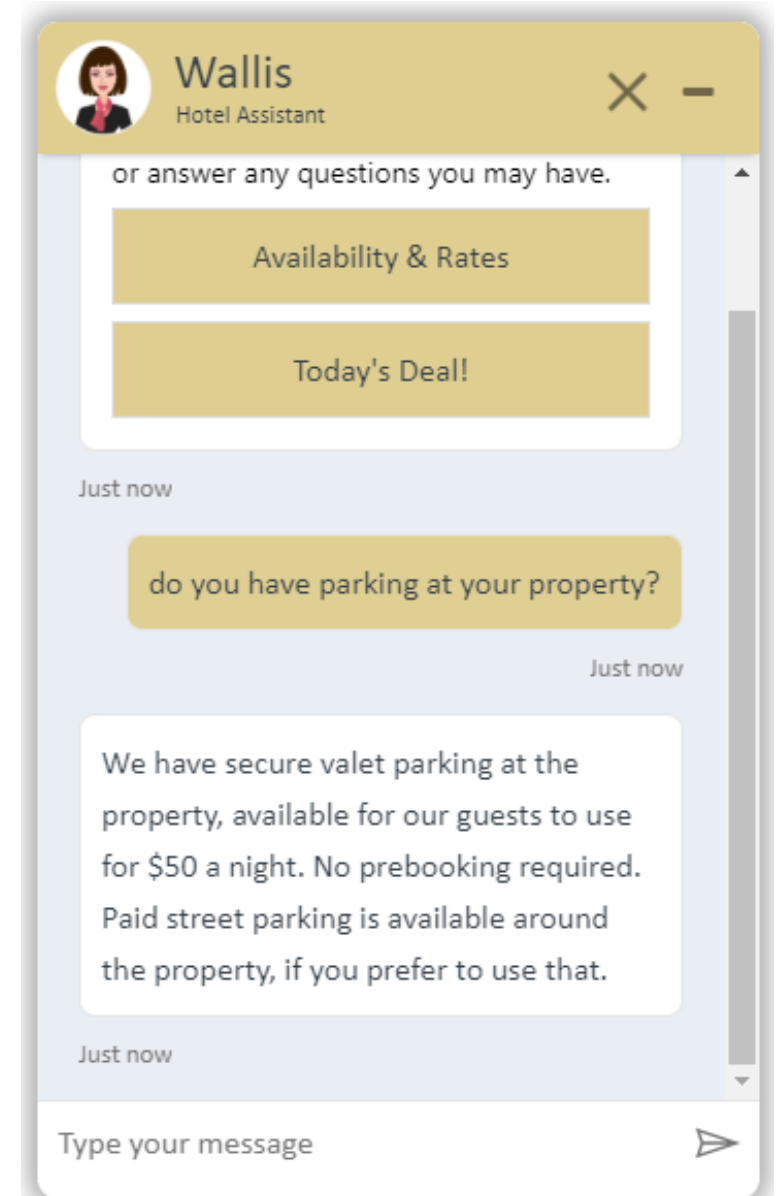 Wallis
Hotel Assistant
or answer any questions you may have.
Availability & Rates
Today's Deal!
Just now
do you have parking at your property?
Just now
We have secure valet parking at the
property, available for our guests to use
for $50 a night. No prebooking required.
Paid street parking is available around
the property, if you prefer to use that.
Just now
Type your message